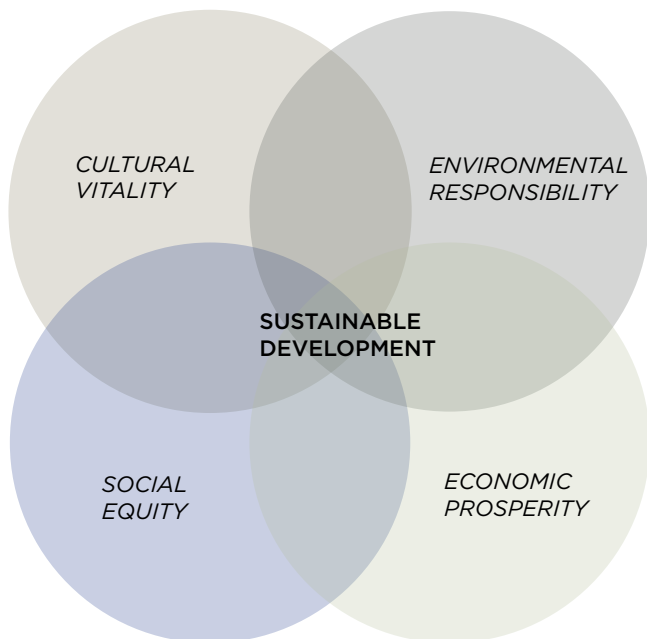 CULTURAL
VITALITY
ENVIRONMENTAL
RESPONSIBILITY
SUSTAINABLE
DEVELOPMENT
SOCIAL
EQUITY
ECONOMIC
PROSPERITY